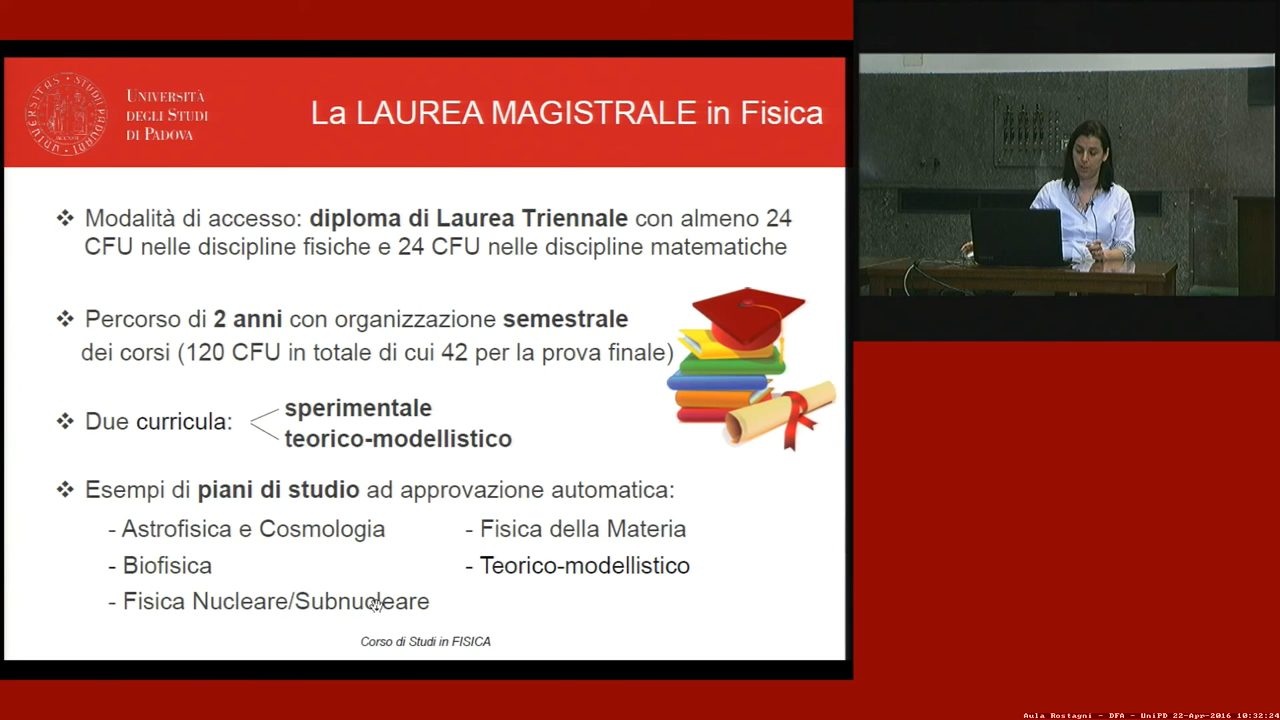 UNIVERSITÀ
DEGLI STUDI
DI PADOVA
La LAUREA MAGISTRALE in Fisica
❖ Modalità di accesso: diploma di Laurea Triennale con almeno 24
CFU nelle discipline fisiche e 24 CFU nelle discipline matematiche
❖ Percorso di 2 anni con organizzazione semestrale
dei corsi (120 CFU in totale di cui 42 per la prova finale)
❖ Due curricula:
sperimentale
teorico-modellistico
❖ Esempi di piani di studio ad approvazione automatica:
- Astrofisica e Cosmologia
- Fisica della Materia
- Biofisica
- Teorico-modellistico
- Fisica Nucleare/Subnucleare
Corso di Studi in FISICA
Aula Rostagni - DFA - UniPD 22-Apr-2016 10:32:24